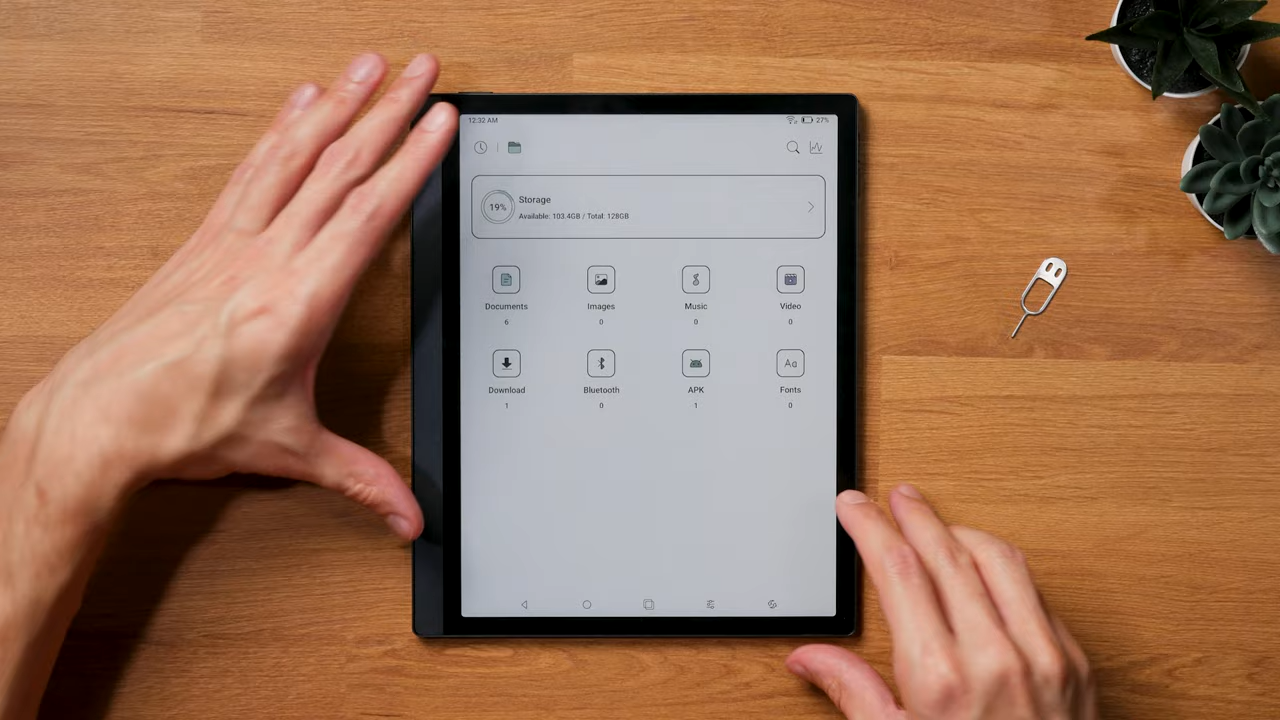 12:32 AM 27%
19% Storage
Available: 103.4GB / Total: 128GB
Documents Images Music Video
6 0 0 0
Aa
Download Bluetooth APK Fonts
1 0 1 0